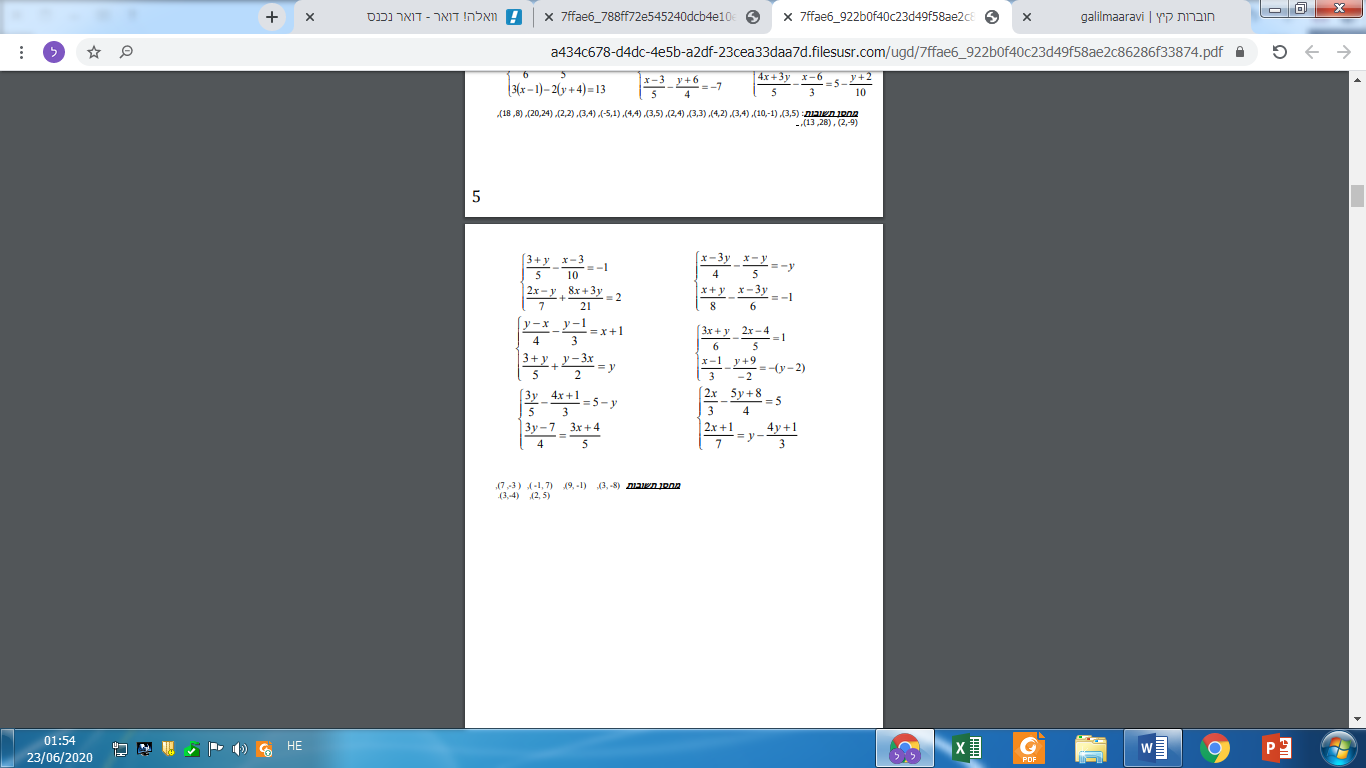 חוברות קיץ | galilmaaravi
7ffae6_922b0f40c23d49f58ae2c8
7ffae6_788ff72e545240dcb4e10e
וואלה! דואר - דואר נכנס
a434c678-d4dc-4e5b-a2df-23cea33daa7d.filesusr.com/ugd/7ffae6_922b0f40c23d49f58ae2c86286f33874.pdf
ל
(4x+3y)/5 − (x−6)/3 = 5 − (y+2)/10
(x−3)/5 − (y+6)/4 = −7
6 5
3(x−1)−2(y+4)=13
מחסן תשובות: (3,5), (10,-1), (3,4), (4,2), (3,3), (2,4), (3,5), (4,4), (-5,1), (3,4), (2,2), (20,24), (18 ,8),
(2,-9) , (13 ,28),
5
(x−3y)/4 − (x−y)/5 = −y
(x+y)/8 − (x−3y)/6 = −1
(3+y)/5 − (x−3)/10 = −1
(2x−y)/7 + (8x+3y)/21 = 2
(3x+y)/6 − (2x−4)/5 = 1
(x−1)/3 − (y+9)/−2 = −(y−2)
(y−x)/4 − (y−1)/3 = x+1
(3+y)/5 + (y−3x)/2 = y
2x/3 − (5y+8)/4 = 5
(2x+1)/7 = y − (4y+1)/3
3y/5 − (4x+1)/3 = 5−y
(3y−7)/4 = (3x+4)/5
מחסן תשובות (3, -8), (9, -1), ( -1, 7), (7 ,-3 ),
(2, 5), (3,-4).
01:54
23/06/2020
HE
PDF